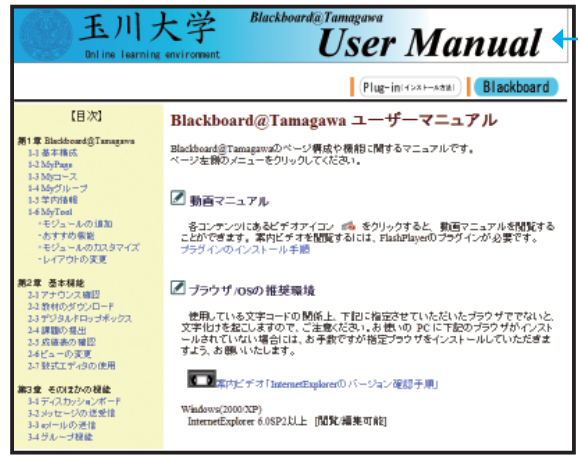 玉川大学
Online learning environment
Blackboard@Tamagawa
User Manual
Plug-in(インストール方法)
Blackboard
【目次】
第1章 Blackboard@Tamagawa
1-1 基本構成
1-2 MyPage
1-3 Myコース
1-4 Myグループ
1-5 学内情報
1-6 MyTool
・モジュールの追加
・おすすめ機能
・モジュールのカスタマイズ
・レイアウトの変更
第2章 基本機能
2-1 アナウンス確認
2-2 教材のダウンロード
2-3 デジタルドロップボックス
2-4 課題の提出
2-5 成績表の確認
2-6 ビューの変更
2-7 数式エディタの使用
第3章 そのほかの機能
3-1 ディスカッションボード
3-2 メッセージの送受信
3-3 eメールの送信
3-4 グループ機能
Blackboard@Tamagawa ユーザーマニュアル
Blackboard@Tamagawaのページ構成や機能に関するマニュアルです。
ページ左側のメニューをクリックしてください。
動画マニュアル
各コンテンツにあるビデオアイコン をクリックすると、動画マニュアルを閲覧する
ことができます。案内ビデオを閲覧するには、FlashPlayerのプラグインが必要です。
プラグインのインストール手順
ブラウザ/OSの推奨環境
使用している文字コードの関係上、下記に指定させていただいたブラウザでないと、
文字化けを起こしますので、ご注意ください。お使いの PC に下記のブラウザがインスト
ールされていない場合には、お手数ですが指定ブラウザをインストールしていただきま
すよう、お願いいたします。
案内ビデオ「InternetExplorerの バージョン確認手順」
Windows(2000/XP)
InternetExplorer 6.0SP2以上 [閲覧/編集可能]